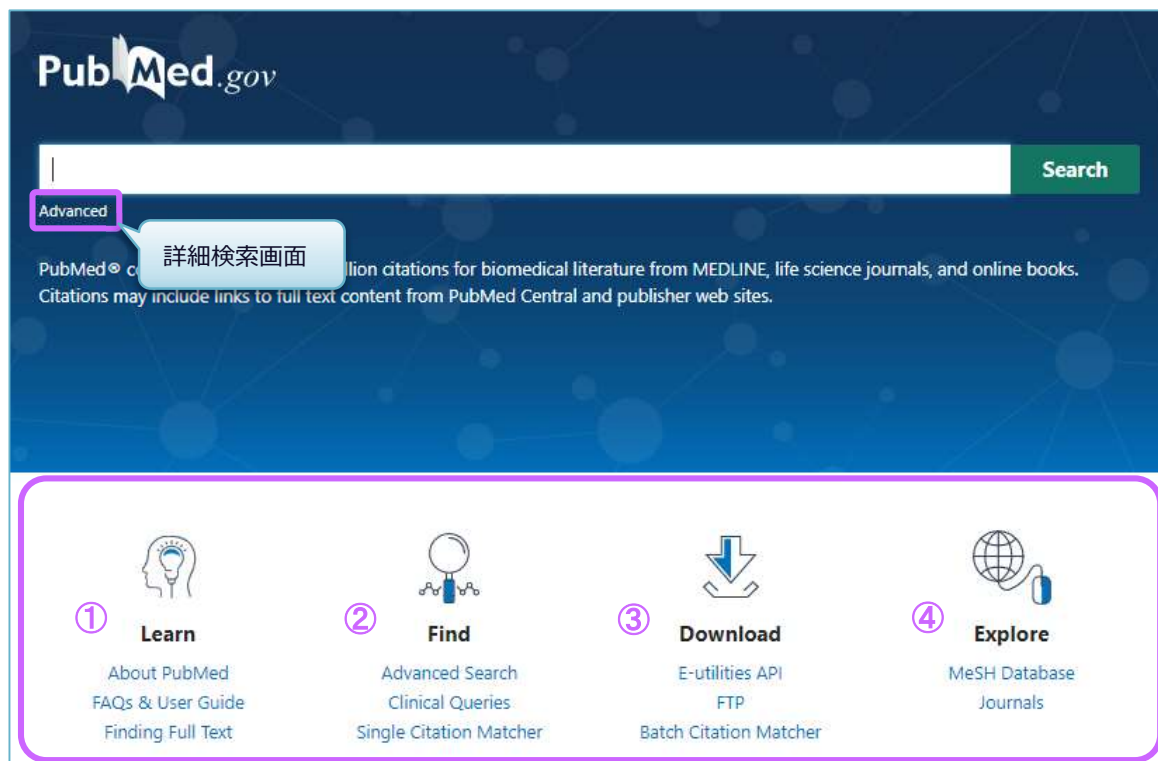 PubMed.gov
Search
Advanced
詳細検索画面
PubMed® c llion citations for biomedical literature from MEDLINE, life science journals, and online books.
Citations may include links to full text content from PubMed Central and publisher web sites.
① Learn
About PubMed
FAQs & User Guide
Finding Full Text
② Find
Advanced Search
Clinical Queries
Single Citation Matcher
③ Download
E-utilities API
FTP
Batch Citation Matcher
④ Explore
MeSH Database
Journals